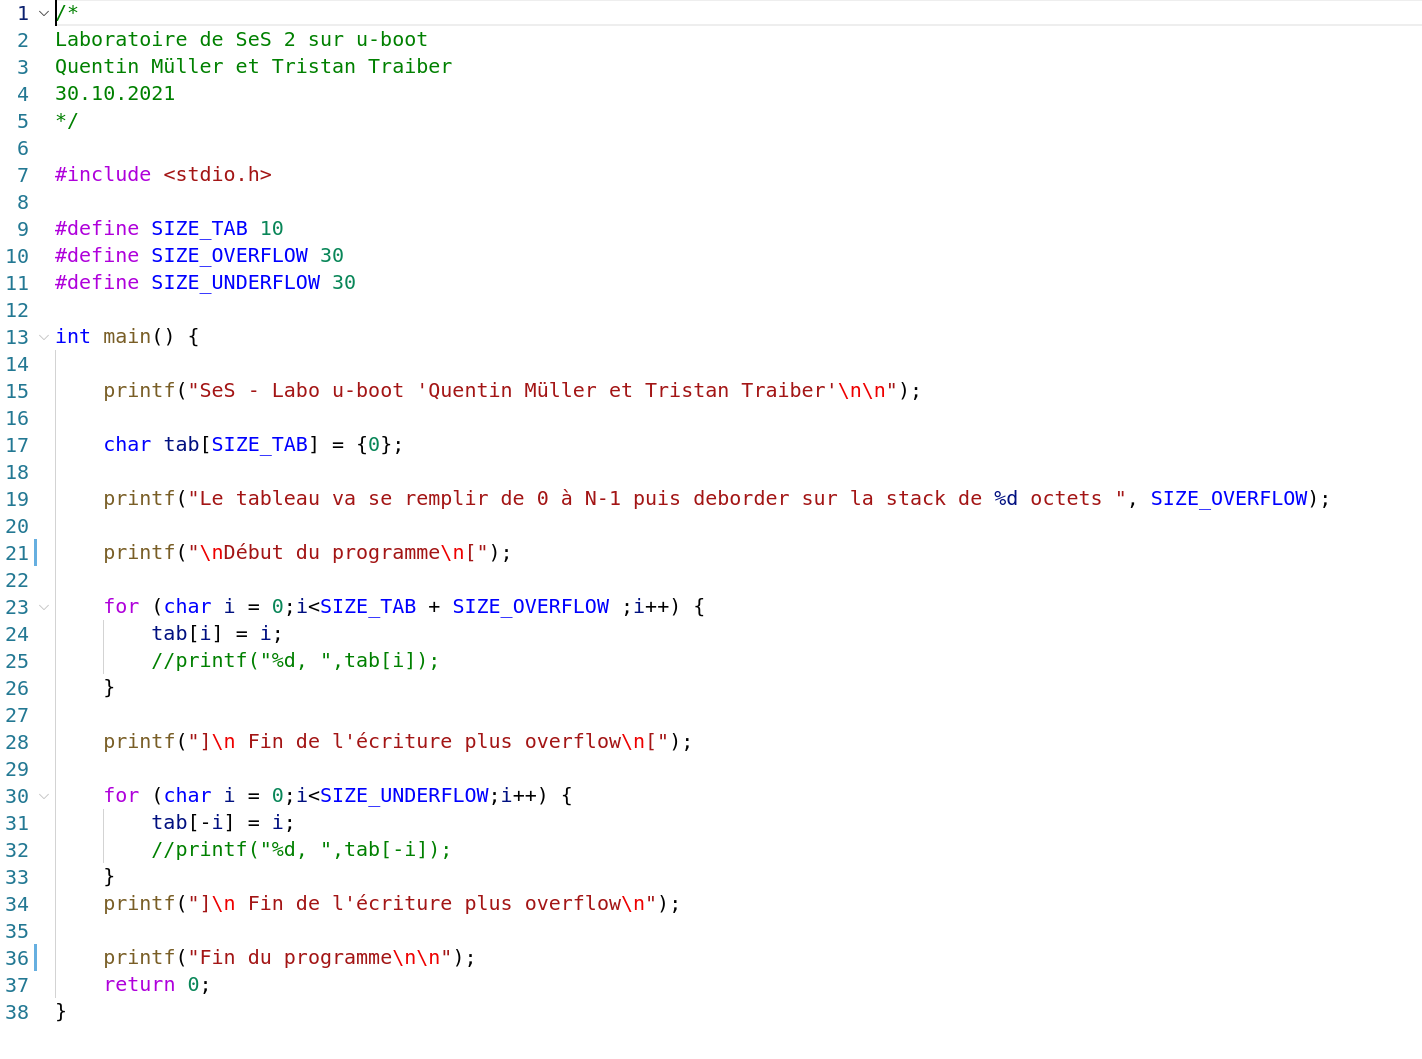 1 /*
2 Laboratoire de SeS 2 sur u-boot
3 Quentin Müller et Tristan Traiber
4 30.10.2021
5 */
6
7 #include <stdio.h>
8
9 #define SIZE_TAB 10
10 #define SIZE_OVERFLOW 30
11 #define SIZE_UNDERFLOW 30
12
13 int main() {
14
15     printf("SeS - Labo u-boot 'Quentin Müller et Tristan Traiber'\n\n");
16
17     char tab[SIZE_TAB] = {0};
18
19     printf("Le tableau va se remplir de 0 à N-1 puis deborder sur la stack de %d octets ", SIZE_OVERFLOW);
20
21     printf("\nDébut du programme\n[");
22
23     for (char i = 0;i<SIZE_TAB + SIZE_OVERFLOW ;i++) {
24         tab[i] = i;
25         //printf("%d, ",tab[i]);
26     }
27
28     printf("]\n Fin de l'écriture plus overflow\n[");
29
30     for (char i = 0;i<SIZE_UNDERFLOW;i++) {
31         tab[-i] = i;
32         //printf("%d, ",tab[-i]);
33     }
34     printf("]\n Fin de l'écriture plus overflow\n");
35
36     printf("Fin du programme\n\n");
37     return 0;
38 }